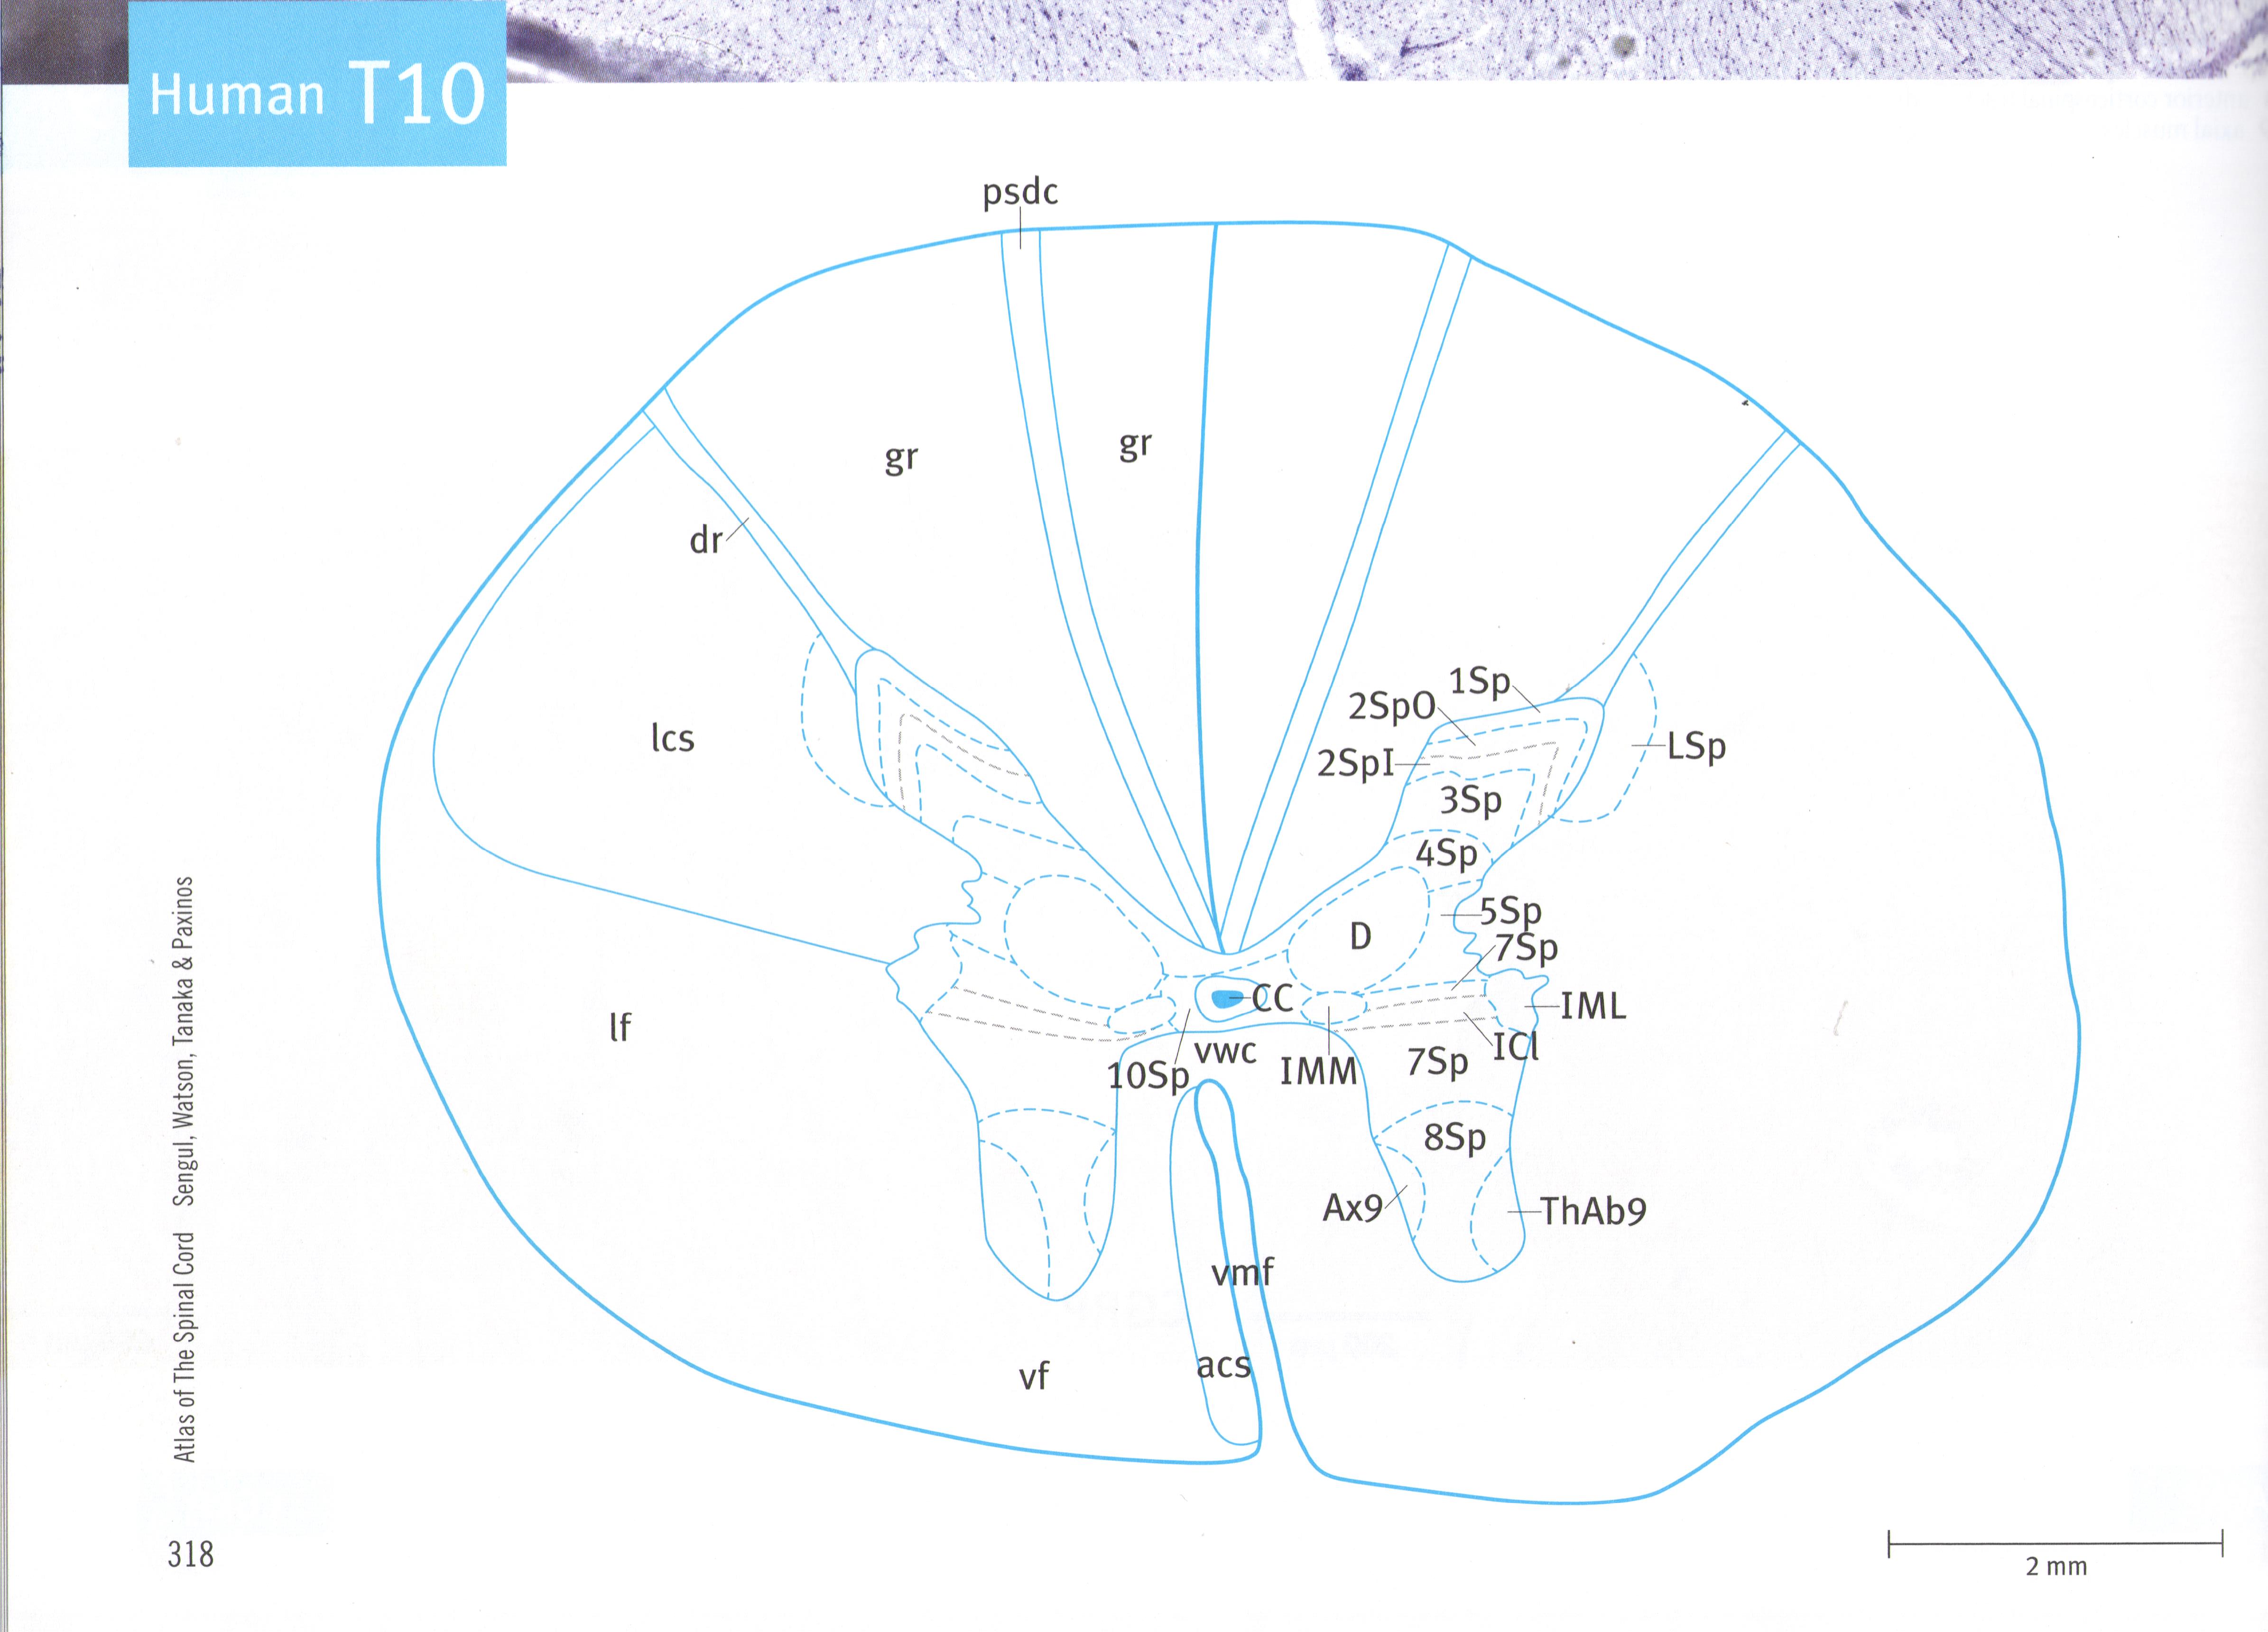 Human T10
psdc
gr
gr
dr
1Sp
2SpO
2SpI
LSp
lcs
3Sp
4Sp
5Sp
D
7Sp
CC
IML
lf
ICl
vwc
7Sp
10Sp
IMM
8Sp
Ax9
ThAb9
vmf
acs
vf
Atlas of The Spinal Cord Sengul, Watson, Tanaka & Paxinos
318
2 mm